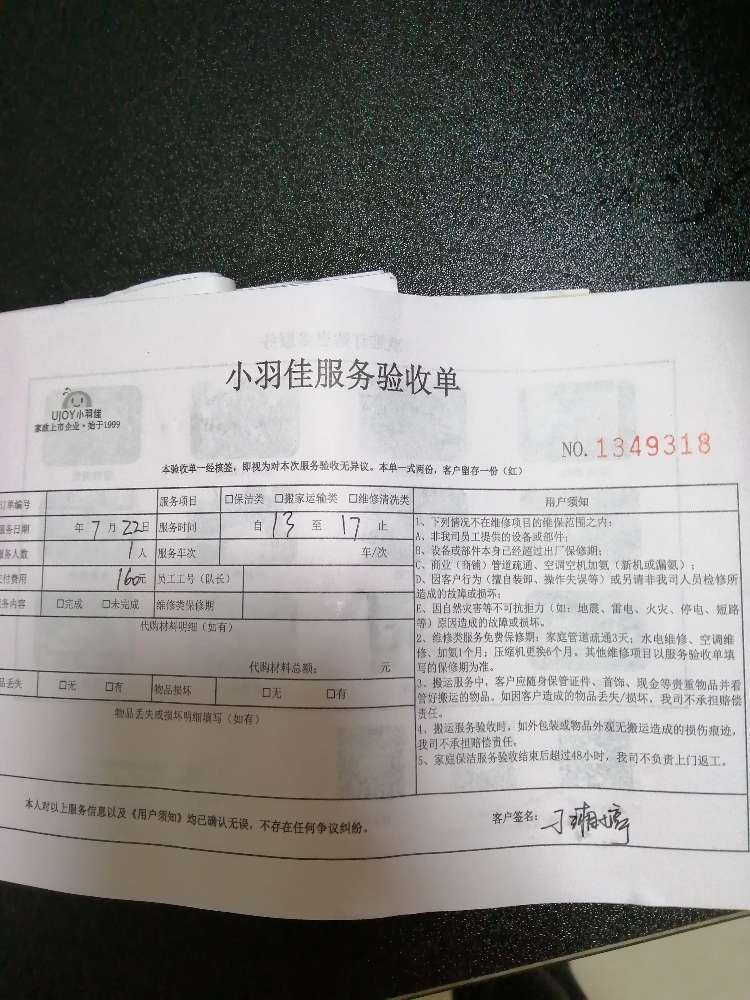 小羽佳服务验收单
UJOY小羽佳
家政上市企业·始于1999
NO.1349318
本验收单一经核签，即视为对本次服务验收无异议。本单一式两份，客户留存一份（红）
订单编号 服务项目 □保洁类 □搬家运输类 □维修清洗类
服务日期 年 7 月 22日 服务时间 自 13 至 17 止
服务人数 1 人 服务车次 车/次
支付费用 160元 员工工号（队长）
服务内容 □完成 □未完成 维修类保修期
代购材料明细（如有）
代购材料总额： 元
物品丢失 □无 □有 物品损坏 □无 □有
物品丢失或损坏明细填写（如有）
用户须知
1、下列情况不在维修项目的维保范围之内：
A、非我司员工提供的设备或部件；
B、设备或部件本身已经超过出厂保修期；
C、商业（商铺）管道疏通、空调空机加氨（新机或漏氨）；
D、因客户行为（擅自装卸、操作失误等）或另请非我司人员检修所
造成的故障或损坏；
E、因自然灾害等不可抗拒力（如：地震、雷电、火灾、停电、短路
等）原因造成的故障或损坏。
2、维修类服务免费保修期：家庭管道疏通3天；水电维修、空调维
修、加氨1个月；压缩机更换6个月。其他维修项目以服务验收单填
写的保修期为准。
3、搬运服务中，客户应随身保管证件、首饰、现金等贵重物品并看
管好搬运的物品。如因客户造成的物品丢失/损坏，我司不承担赔偿
责任。
4、搬运服务验收时，如外包装或物品外观无搬运造成的损伤痕迹，
我司不承担赔偿责任。
5、家庭保洁服务验收结束后超过48小时，我司不负责上门返工。
本人对以上服务信息以及《用户须知》均已确认无误，不存在任何争议纠纷。
客户签名：